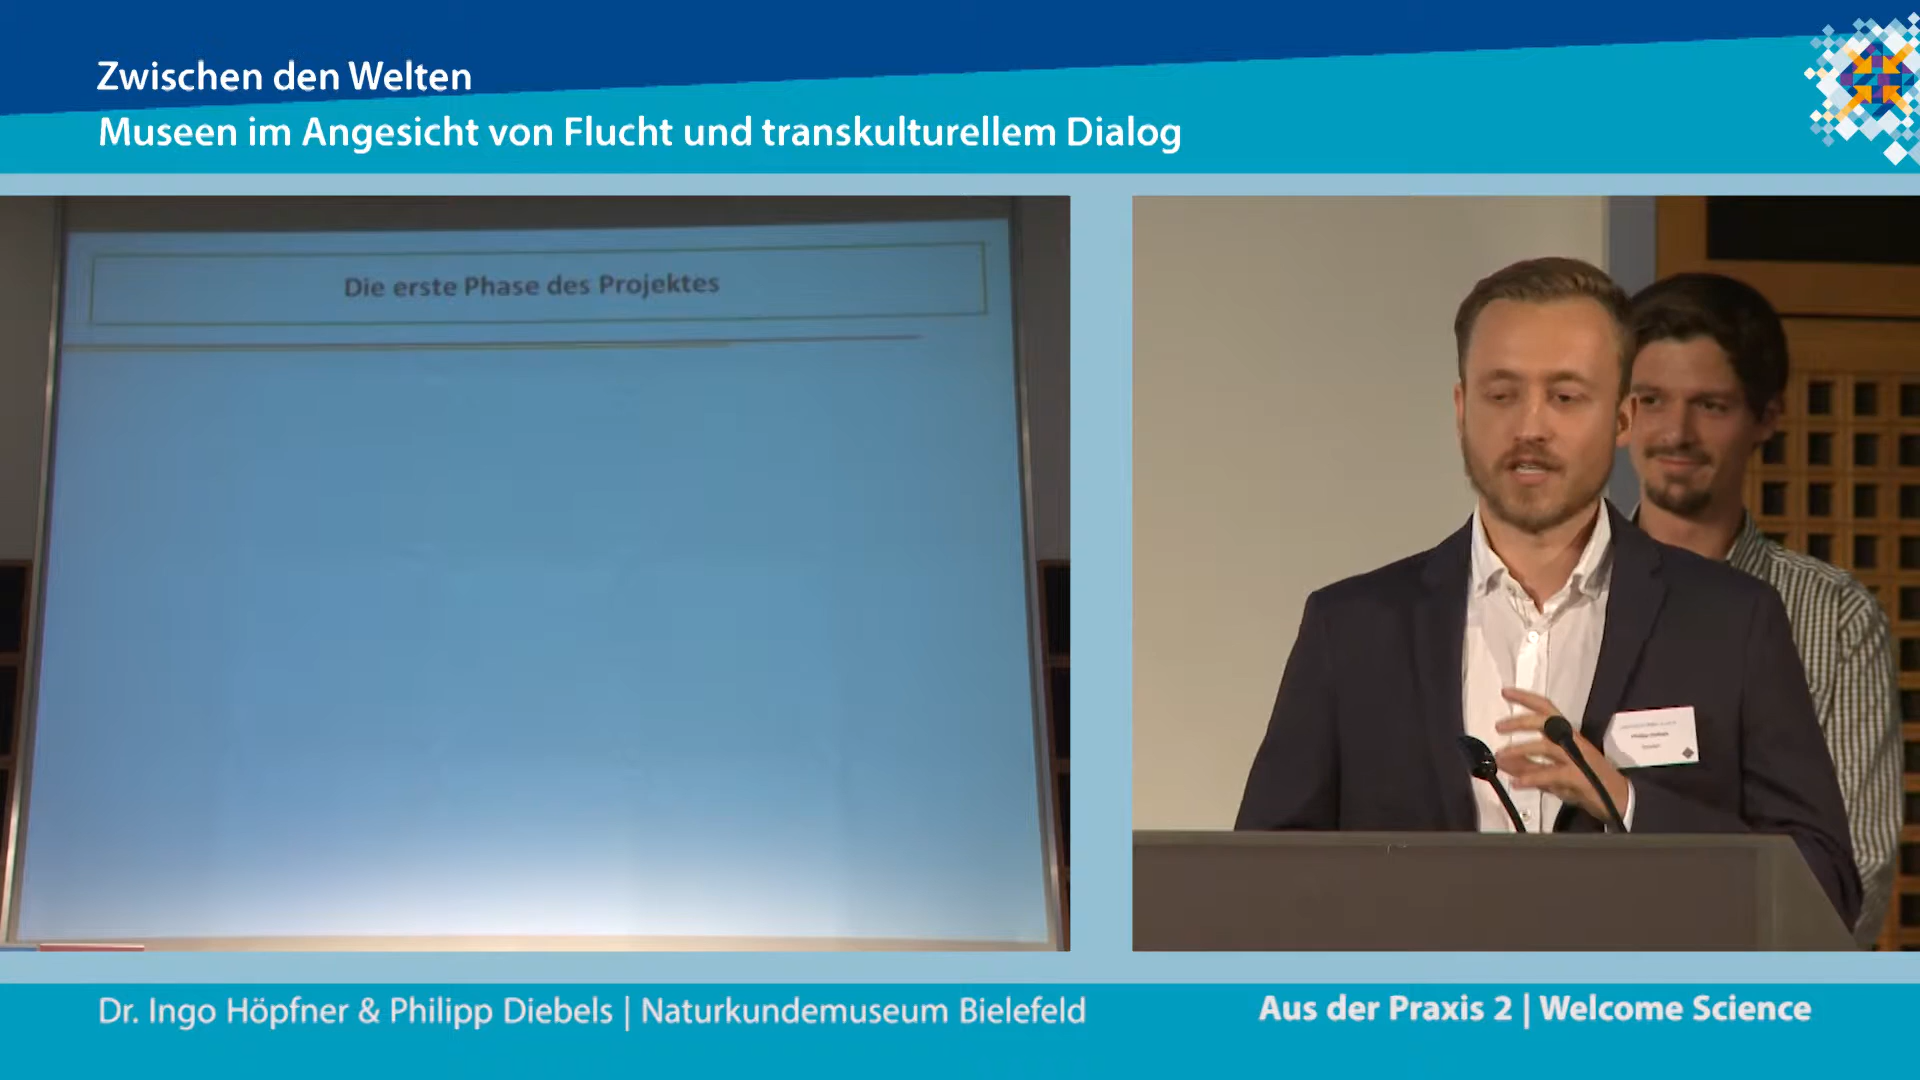 Zwischen den Welten
Museen im Angesicht von Flucht und transkulturellem Dialog
Die erste Phase des Projektes
Dr. Ingo Höpfner & Philipp Diebels | Naturkundemuseum Bielefeld
Aus der Praxis 2 | Welcome Science